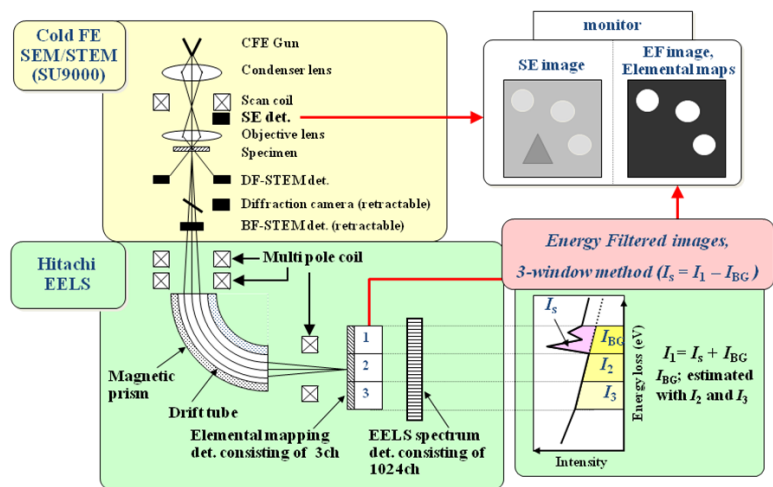 Cold FE
SEM/STEM
(SU9000)
CFE Gun
Condenser lens
Scan coil
SE det.
Objective lens
Specimen
DF-STEM det.
Diffraction camera (retractable)
BF-STEM det. (retractable)
monitor
SE image
EF image,
Elemental maps
Hitachi
EELS
Multi pole coil
Magnetic
prism
Drift tube
1
2
3
Elemental mapping
det. consisting of 3ch
EELS spectrum
det. consisting of
1024ch
Energy Filtered images,
3-window method (Is = I1 – IBG )
Is
IBG
I2
I3
Energy loss (eV)
Intensity
I1= Is + IBG
IBG; estimated
with I2 and I3